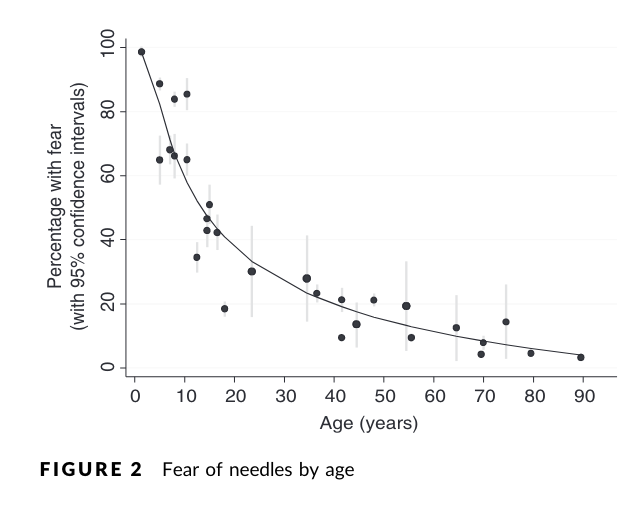 100
80
60
40
20
0
Percentage with fear
(with 95% confidence intervals)
0 10 20 30 40 50 60 70 80 90
Age (years)
FIGURE 2 Fear of needles by age